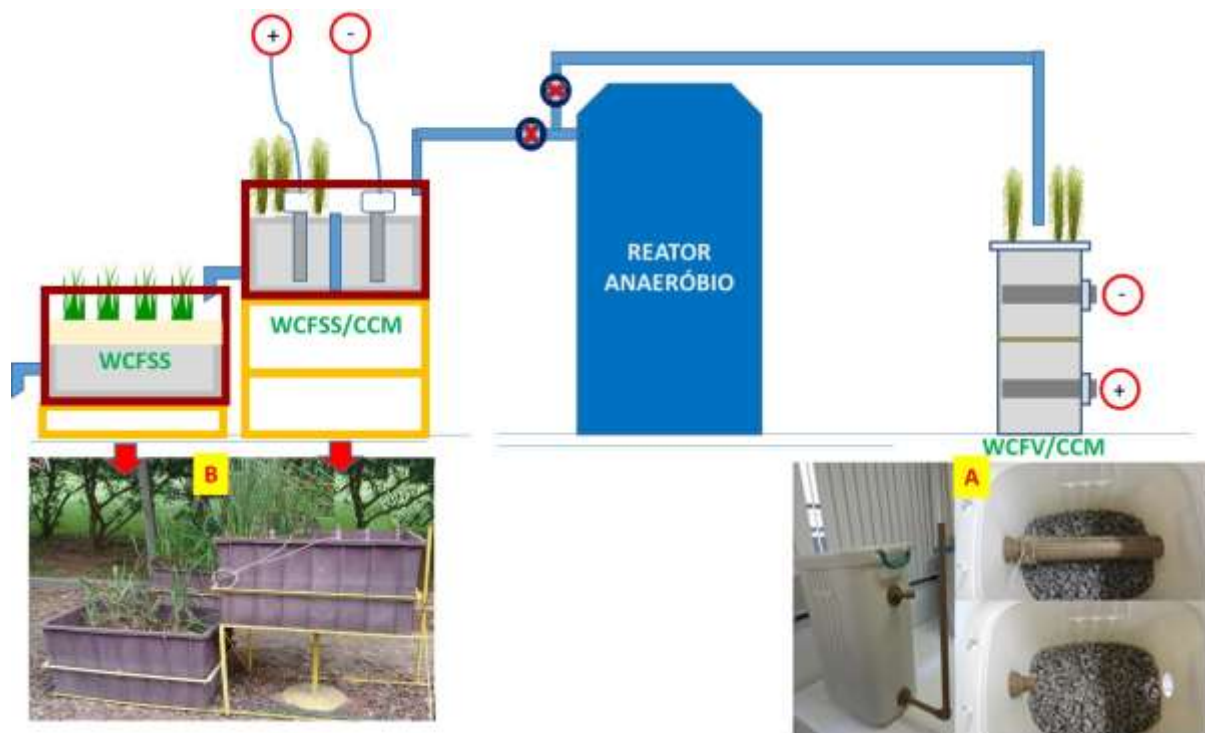 +
-
REATOR
ANAERÓBIO
-
WCFSS/CCM
WCFSS
+
WCFV/CCM
B
A